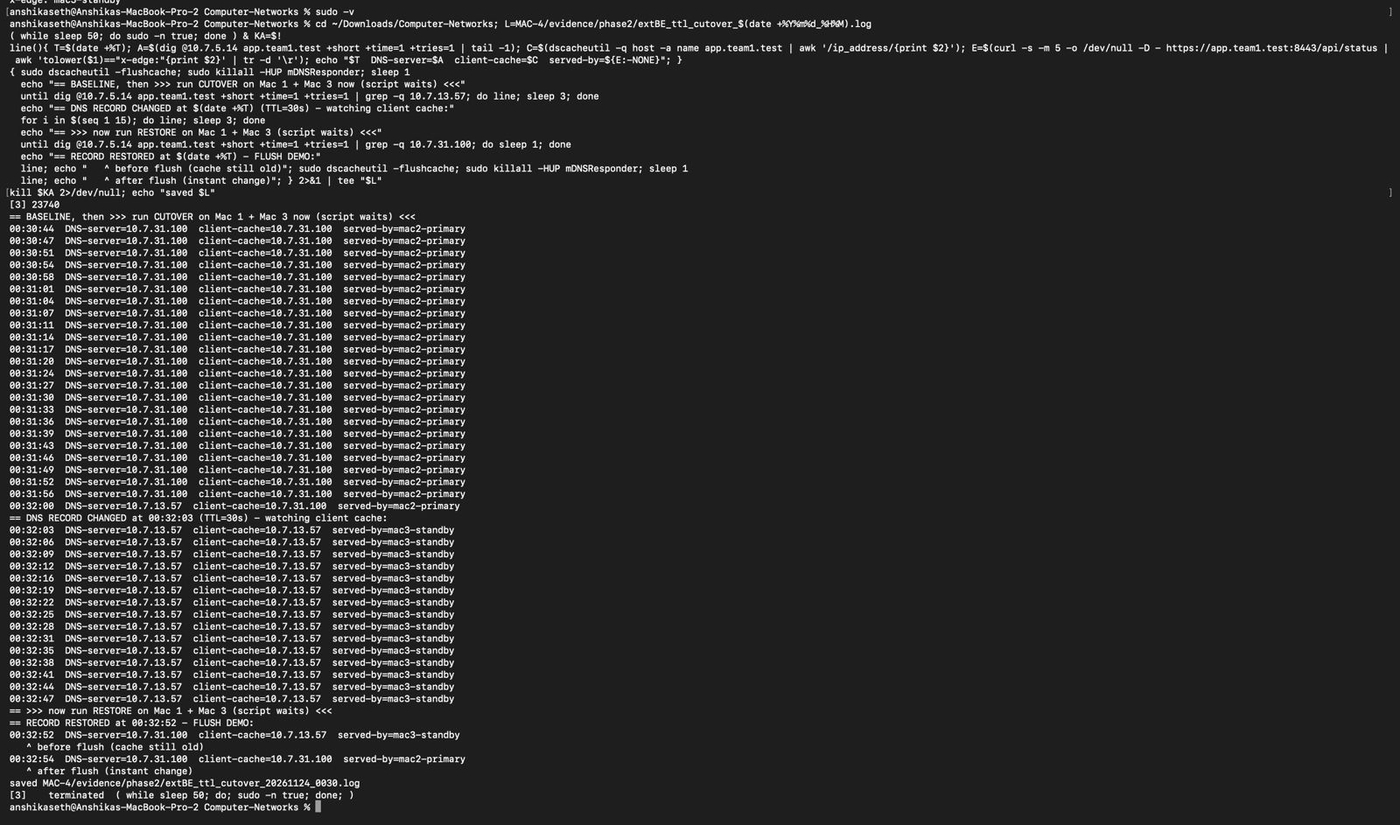 x-edge: mac3-standby
[anshikaseth@Anshikas-MacBook-Pro-2 Computer-Networks % sudo -v ]
anshikaseth@Anshikas-MacBook-Pro-2 Computer-Networks % cd ~/Downloads/Computer-Networks; L=MAC-4/evidence/phase2/extBE_ttl_cutover_$(date +%Y%m%d_%H%M).log
( while sleep 50; do sudo -n true; done ) & KA=$!
line(){ T=$(date +%T); A=$(dig @10.7.5.14 app.team1.test +short +time=1 +tries=1 | tail -1); C=$(dscacheutil -q host -a name app.team1.test | awk '/ip_address/{print $2}'); E=$(curl -s -m 5 -o /dev/null -D - https://app.team1.test:8443/api/status |
 awk 'tolower($1)=="x-edge:"{print $2}' | tr -d '\r'); echo "$T  DNS-server=$A  client-cache=$C  served-by=${E:-NONE}"; }
{ sudo dscacheutil -flushcache; sudo killall -HUP mDNSResponder; sleep 1
  echo "== BASELINE, then >>> run CUTOVER on Mac 1 + Mac 3 now (script waits) <<<"
  until dig @10.7.5.14 app.team1.test +short +time=1 +tries=1 | grep -q 10.7.13.57; do line; sleep 3; done
  echo "== DNS RECORD CHANGED at $(date +%T) (TTL=30s) - watching client cache:"
  for i in $(seq 1 15); do line; sleep 3; done
  echo "== >>> now run RESTORE on Mac 1 + Mac 3 (script waits) <<<"
  until dig @10.7.5.14 app.team1.test +short +time=1 +tries=1 | grep -q 10.7.31.100; do sleep 1; done
  echo "== RECORD RESTORED at $(date +%T) - FLUSH DEMO:"
  line; echo "   ^ before flush (cache still old)"; sudo dscacheutil -flushcache; sudo killall -HUP mDNSResponder; sleep 1
  line; echo "   ^ after flush (instant change)"; } 2>&1 | tee "$L"
[kill $KA 2>/dev/null; echo "saved $L" ]
[3] 23740
== BASELINE, then >>> run CUTOVER on Mac 1 + Mac 3 now (script waits) <<<
00:30:44  DNS-server=10.7.31.100  client-cache=10.7.31.100  served-by=mac2-primary
00:30:47  DNS-server=10.7.31.100  client-cache=10.7.31.100  served-by=mac2-primary
00:30:51  DNS-server=10.7.31.100  client-cache=10.7.31.100  served-by=mac2-primary
00:30:54  DNS-server=10.7.31.100  client-cache=10.7.31.100  served-by=mac2-primary
00:30:58  DNS-server=10.7.31.100  client-cache=10.7.31.100  served-by=mac2-primary
00:31:01  DNS-server=10.7.31.100  client-cache=10.7.31.100  served-by=mac2-primary
00:31:04  DNS-server=10.7.31.100  client-cache=10.7.31.100  served-by=mac2-primary
00:31:07  DNS-server=10.7.31.100  client-cache=10.7.31.100  served-by=mac2-primary
00:31:11  DNS-server=10.7.31.100  client-cache=10.7.31.100  served-by=mac2-primary
00:31:14  DNS-server=10.7.31.100  client-cache=10.7.31.100  served-by=mac2-primary
00:31:17  DNS-server=10.7.31.100  client-cache=10.7.31.100  served-by=mac2-primary
00:31:20  DNS-server=10.7.31.100  client-cache=10.7.31.100  served-by=mac2-primary
00:31:24  DNS-server=10.7.31.100  client-cache=10.7.31.100  served-by=mac2-primary
00:31:27  DNS-server=10.7.31.100  client-cache=10.7.31.100  served-by=mac2-primary
00:31:30  DNS-server=10.7.31.100  client-cache=10.7.31.100  served-by=mac2-primary
00:31:33  DNS-server=10.7.31.100  client-cache=10.7.31.100  served-by=mac2-primary
00:31:36  DNS-server=10.7.31.100  client-cache=10.7.31.100  served-by=mac2-primary
00:31:39  DNS-server=10.7.31.100  client-cache=10.7.31.100  served-by=mac2-primary
00:31:43  DNS-server=10.7.31.100  client-cache=10.7.31.100  served-by=mac2-primary
00:31:46  DNS-server=10.7.31.100  client-cache=10.7.31.100  served-by=mac2-primary
00:31:49  DNS-server=10.7.31.100  client-cache=10.7.31.100  served-by=mac2-primary
00:31:52  DNS-server=10.7.31.100  client-cache=10.7.31.100  served-by=mac2-primary
00:31:56  DNS-server=10.7.31.100  client-cache=10.7.31.100  served-by=mac2-primary
00:32:00  DNS-server=10.7.13.57  client-cache=10.7.31.100  served-by=mac2-primary
== DNS RECORD CHANGED at 00:32:03 (TTL=30s) - watching client cache:
00:32:03  DNS-server=10.7.13.57  client-cache=10.7.13.57  served-by=mac3-standby
00:32:06  DNS-server=10.7.13.57  client-cache=10.7.13.57  served-by=mac3-standby
00:32:09  DNS-server=10.7.13.57  client-cache=10.7.13.57  served-by=mac3-standby
00:32:12  DNS-server=10.7.13.57  client-cache=10.7.13.57  served-by=mac3-standby
00:32:16  DNS-server=10.7.13.57  client-cache=10.7.13.57  served-by=mac3-standby
00:32:19  DNS-server=10.7.13.57  client-cache=10.7.13.57  served-by=mac3-standby
00:32:22  DNS-server=10.7.13.57  client-cache=10.7.13.57  served-by=mac3-standby
00:32:25  DNS-server=10.7.13.57  client-cache=10.7.13.57  served-by=mac3-standby
00:32:28  DNS-server=10.7.13.57  client-cache=10.7.13.57  served-by=mac3-standby
00:32:31  DNS-server=10.7.13.57  client-cache=10.7.13.57  served-by=mac3-standby
00:32:35  DNS-server=10.7.13.57  client-cache=10.7.13.57  served-by=mac3-standby
00:32:38  DNS-server=10.7.13.57  client-cache=10.7.13.57  served-by=mac3-standby
00:32:41  DNS-server=10.7.13.57  client-cache=10.7.13.57  served-by=mac3-standby
00:32:44  DNS-server=10.7.13.57  client-cache=10.7.13.57  served-by=mac3-standby
00:32:47  DNS-server=10.7.13.57  client-cache=10.7.13.57  served-by=mac3-standby
== >>> now run RESTORE on Mac 1 + Mac 3 (script waits) <<<
== RECORD RESTORED at 00:32:52 - FLUSH DEMO:
00:32:52  DNS-server=10.7.31.100  client-cache=10.7.13.57  served-by=mac3-standby
   ^ before flush (cache still old)
00:32:54  DNS-server=10.7.31.100  client-cache=10.7.31.100  served-by=mac2-primary
   ^ after flush (instant change)
saved MAC-4/evidence/phase2/extBE_ttl_cutover_20261124_0030.log
[3]    terminated  ( while sleep 50; do; sudo -n true; done; )
anshikaseth@Anshikas-MacBook-Pro-2 Computer-Networks %